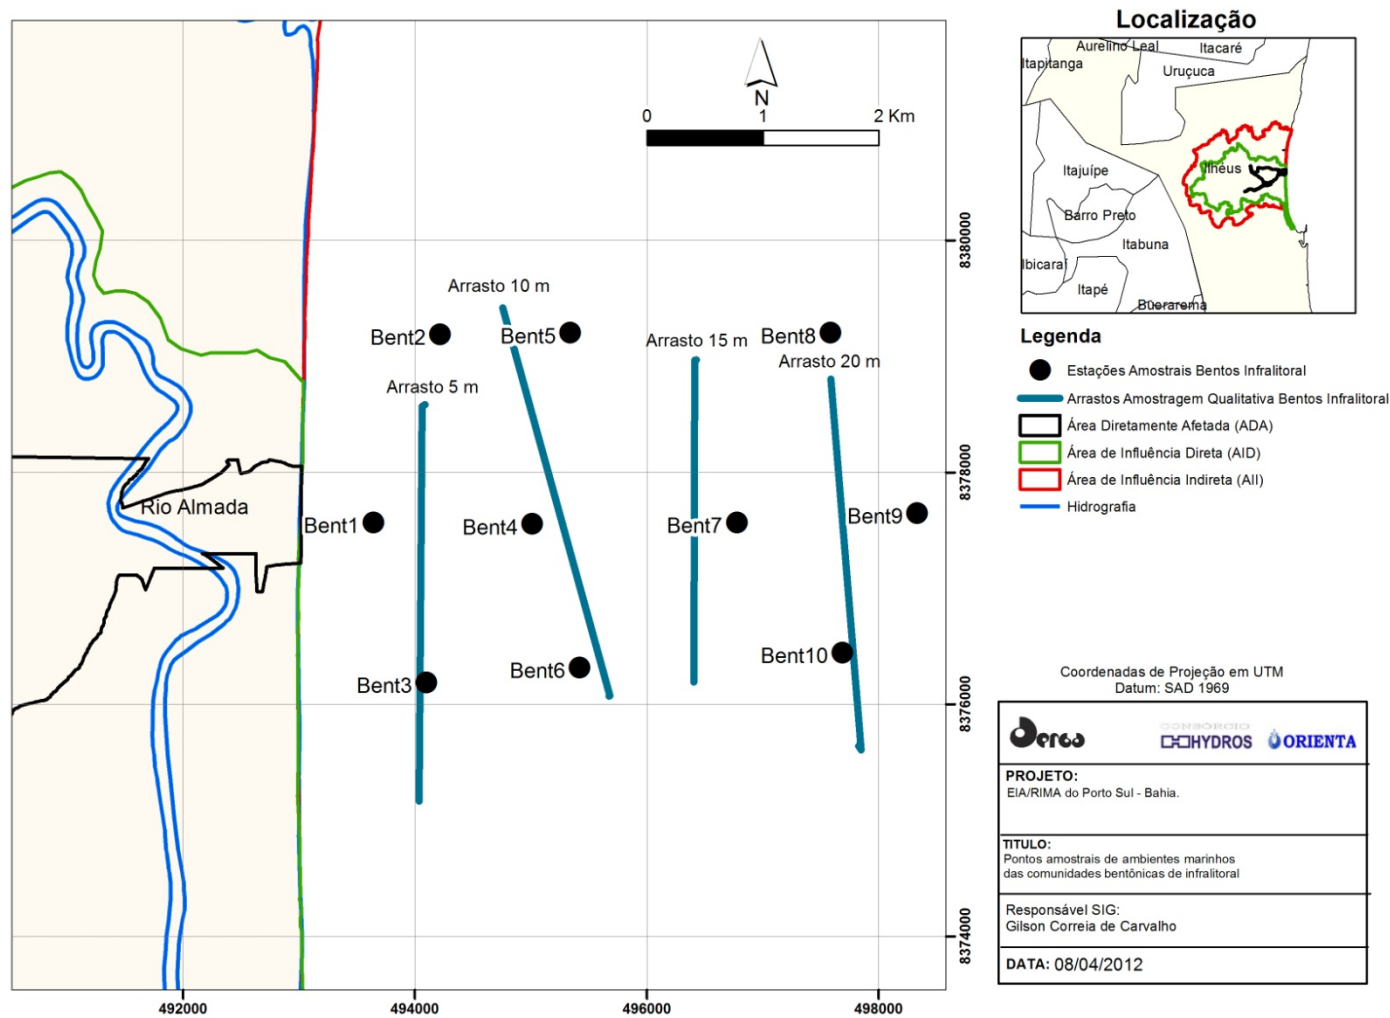 N
0 1 2 Km
Arrasto 10 m
Bent2
Bent5
Arrasto 15 m
Bent8
Arrasto 20 m
Arrasto 5 m
Rio Almada
Bent1
Bent4
Bent7
Bent9
Bent3
Bent6
Bent10
8380000
8378000
8376000
8374000
492000 494000 496000 498000
Localização
Aurelino Leal
Itacaré
Itapitanga
Uruçuca
Ilhéus
Itajuípe
Barro Preto
Itabuna
Ibicaraí
Itapé
Buerarema
Legenda
Estações Amostrais Bentos Infralitoral
Arrastos Amostragem Qualitativa Bentos Infralitoral
Área Diretamente Afetada (ADA)
Área de Influência Direta (AID)
Área de Influência Indireta (AII)
Hidrografia
Coordenadas de Projeção em UTM
Datum: SAD 1969
Derba
CONSÓRCIO
HYDROS ORIENTA
PROJETO:
EIA/RIMA do Porto Sul - Bahia.
TITULO:
Pontos amostrais de ambientes marinhos
das comunidades bentônicas de infralitoral
Responsável SIG:
Gilson Correia de Carvalho
DATA: 08/04/2012